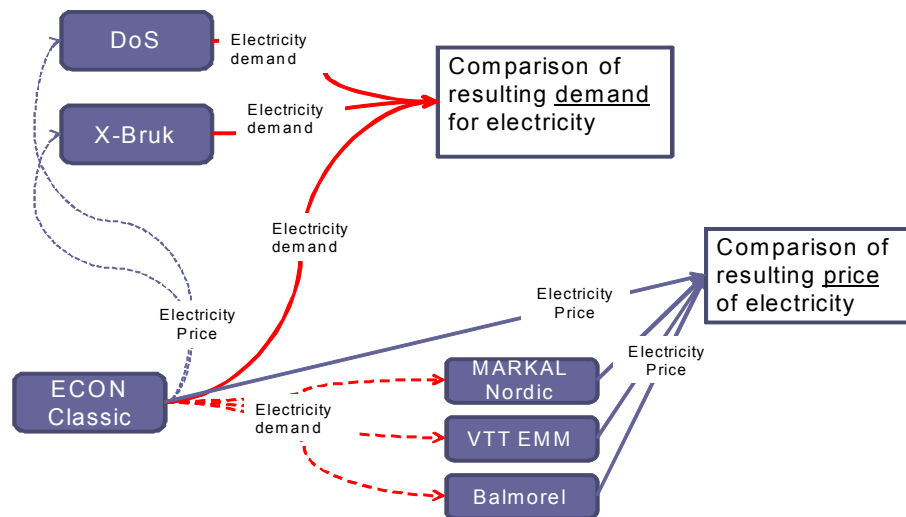 DoS
Electricity
demand
Comparison of
resulting demand
for electricity
X-Bruk
Electricity
demand
Electricity
demand
Comparison of
resulting price
of electricity
Electricity
Price
Electricity
Price
Electricity
Price
MARKAL
Nordic
ECON
Classic
Electricity
demand
VTT EMM
Balmorel